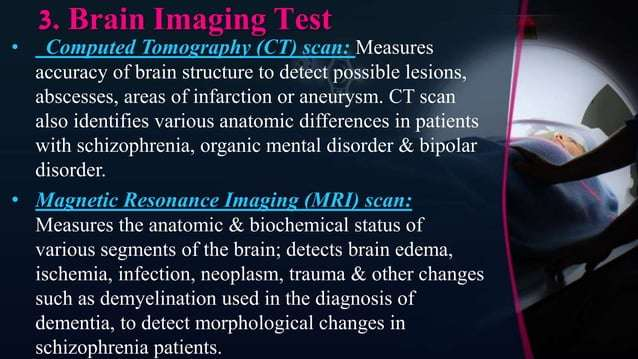 3. Brain Imaging Test
• Computed Tomography (CT) scan: Measures
accuracy of brain structure to detect possible lesions,
abscesses, areas of infarction or aneurysm. CT scan
also identifies various anatomic differences in patients
with schizophrenia, organic mental disorder & bipolar
disorder.
• Magnetic Resonance Imaging (MRI) scan:
Measures the anatomic & biochemical status of
various segments of the brain; detects brain edema,
ischemia, infection, neoplasm, trauma & other changes
such as demyelination used in the diagnosis of
dementia, to detect morphological changes in
schizophrenia patients.